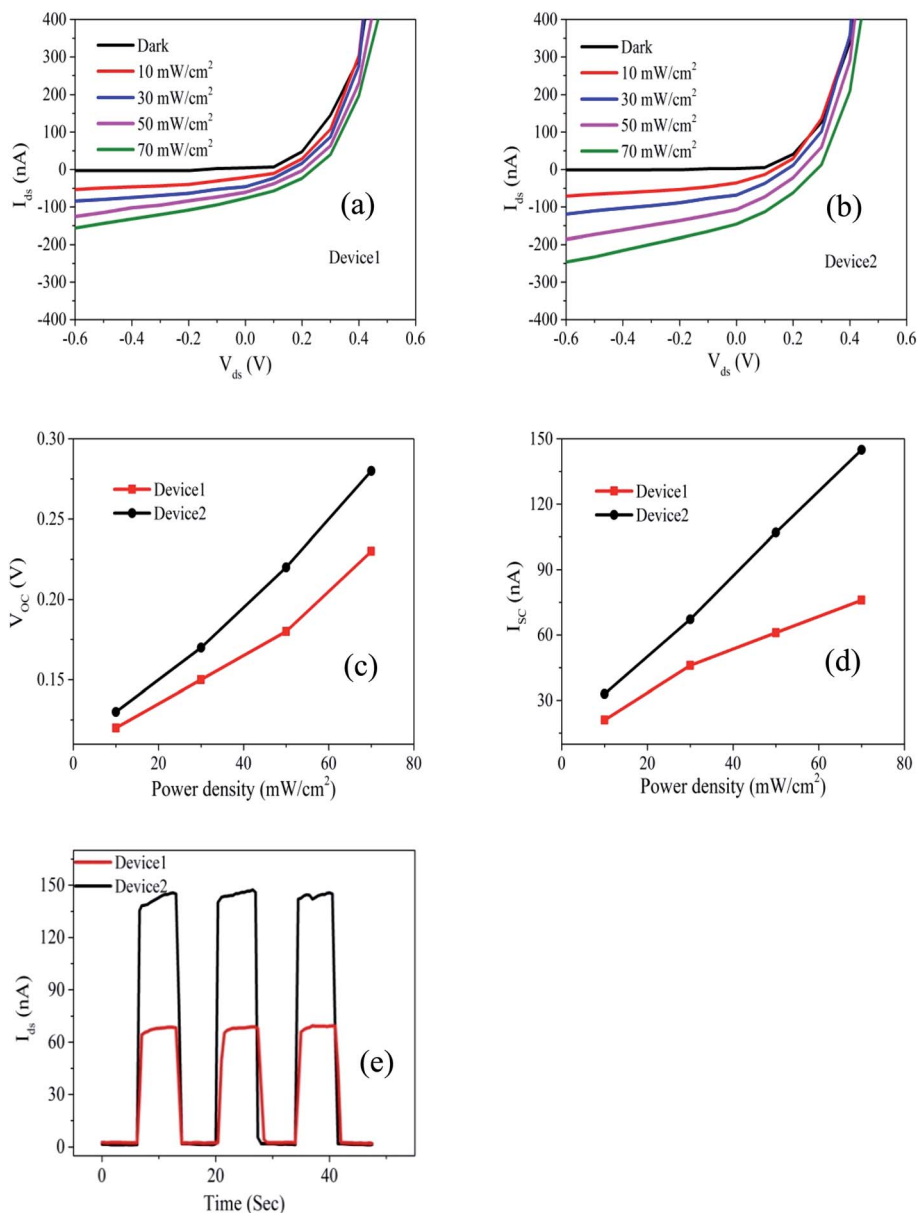 400
300
200
100
0
-100
-200
-300
-400
I_ds (nA)
Dark
10 mW/cm²
30 mW/cm²
50 mW/cm²
70 mW/cm²
(a)
Device1
-0.6 -0.4 -0.2 0.0 0.2 0.4 0.6
V_ds (V)
400
300
200
100
0
-100
-200
-300
-400
I_ds (nA)
Dark
10 mW/cm²
30 mW/cm²
50 mW/cm²
70 mW/cm²
(b)
Device2
-0.6 -0.4 -0.2 0.0 0.2 0.4 0.6
V_ds (V)
0.30
0.25
0.20
0.15
V_OC (V)
Device1
Device2
(c)
0 20 40 60 80
Power density (mW/cm²)
150
120
90
60
30
I_SC (nA)
Device1
Device2
(d)
0 20 40 60 80
Power density (mW/cm²)
Device1
Device2
150
120
90
60
30
0
I_ds (nA)
(e)
0 20 40
Time (Sec)